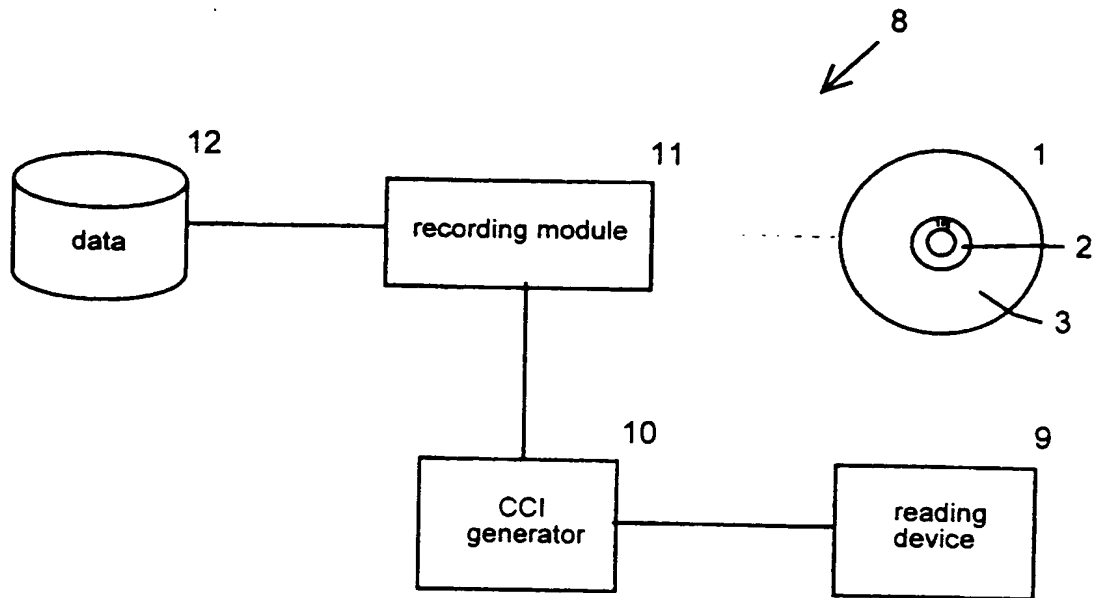 8
12
11
1
data
recording module
2
3
10
9
CCI
generator
reading
device